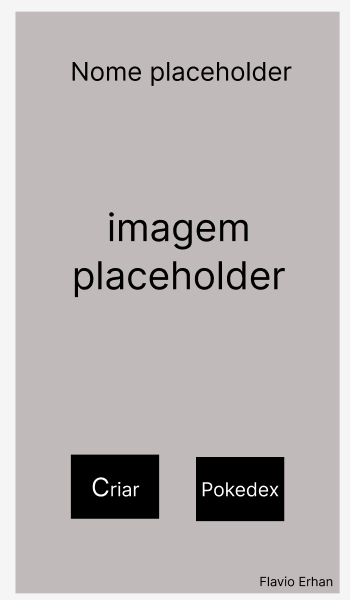 Nome placeholder
imagem
placeholder
Criar
Pokedex
Flavio Erhan